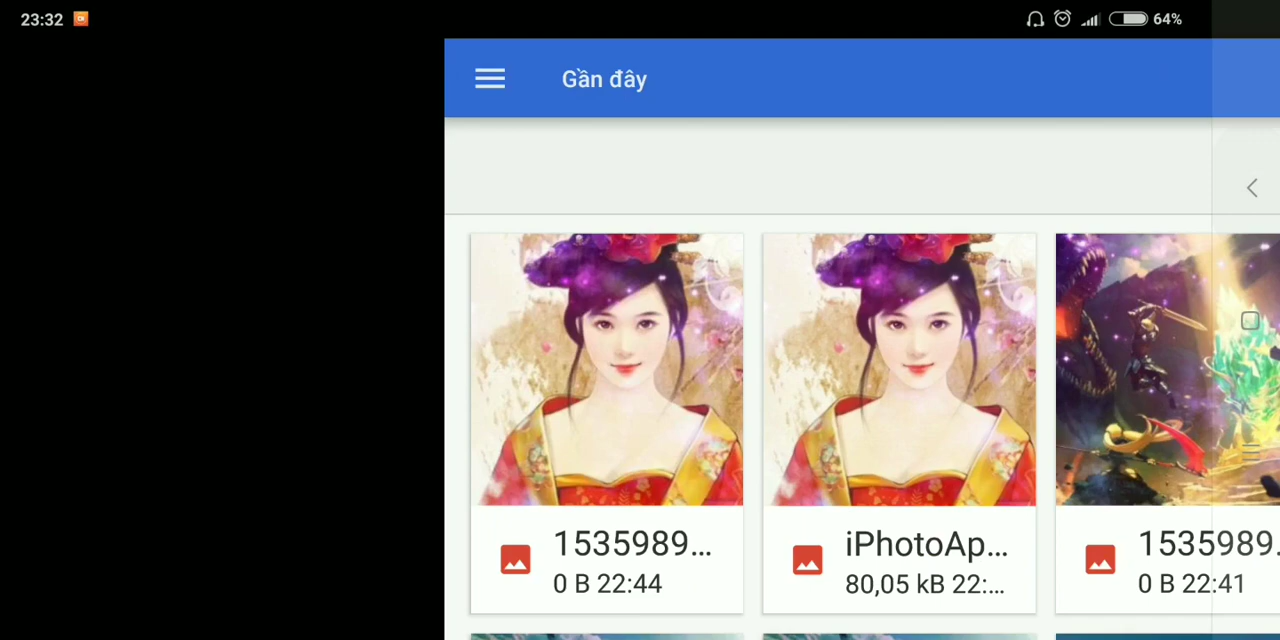 23:32
64%
Gần đây
1535989...
0 B 22:44
iPhotoAp...
80,05 kB 22:...
1535989.
0 B 22:41